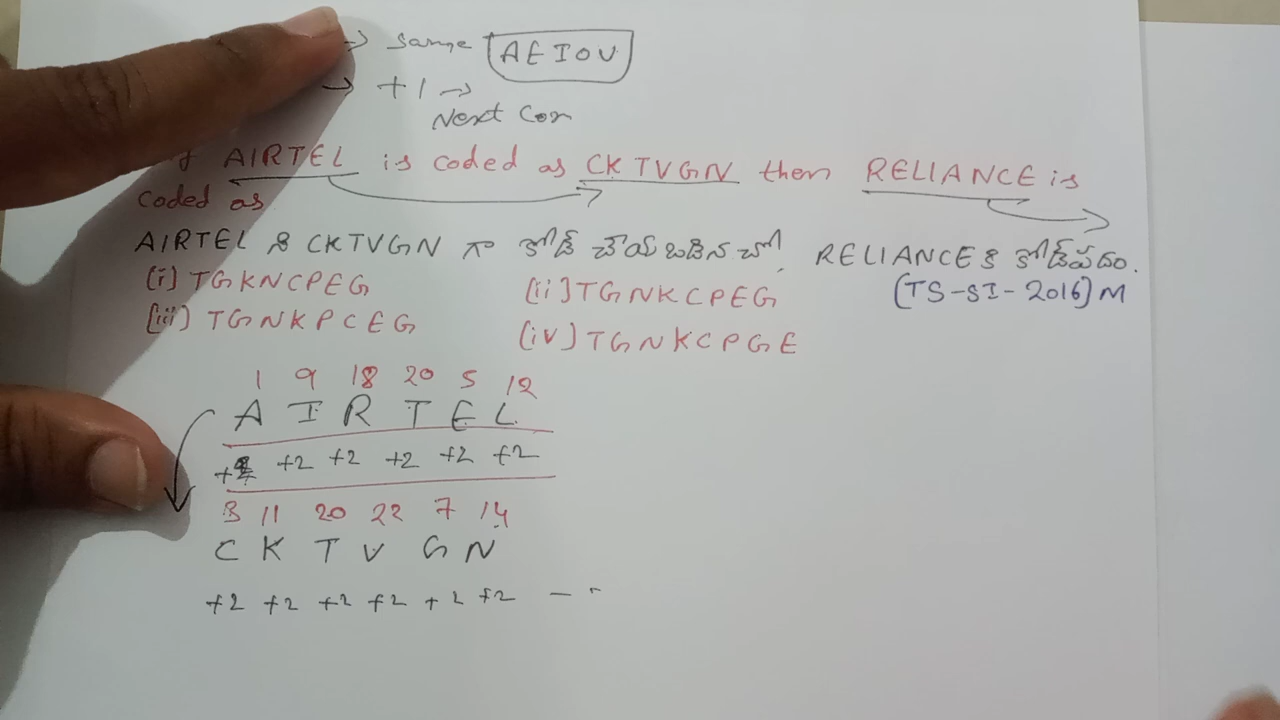 → same AEIOU
→ +1 →
Next Con
AIRTEL is coded as CKTVGN then RELIANCE is
coded as
AIRTEL కి CKTVGN గా కోడ్ చేయబడినచో, RELIANCE కి కోడ్‌పదం.
(i) TGKNCPEG (ii) TGNKCPEG (TS-SI-2016) M
(iii) TGNKPCEG (iv) TGNKCPGE
1 9 18 20 5 12
A I R T E L
+2 +2 +2 +2 +2 +2
3 11 20 22 7 14
C K T V G N
+2 +2 +2 +2 +2 +2 - -